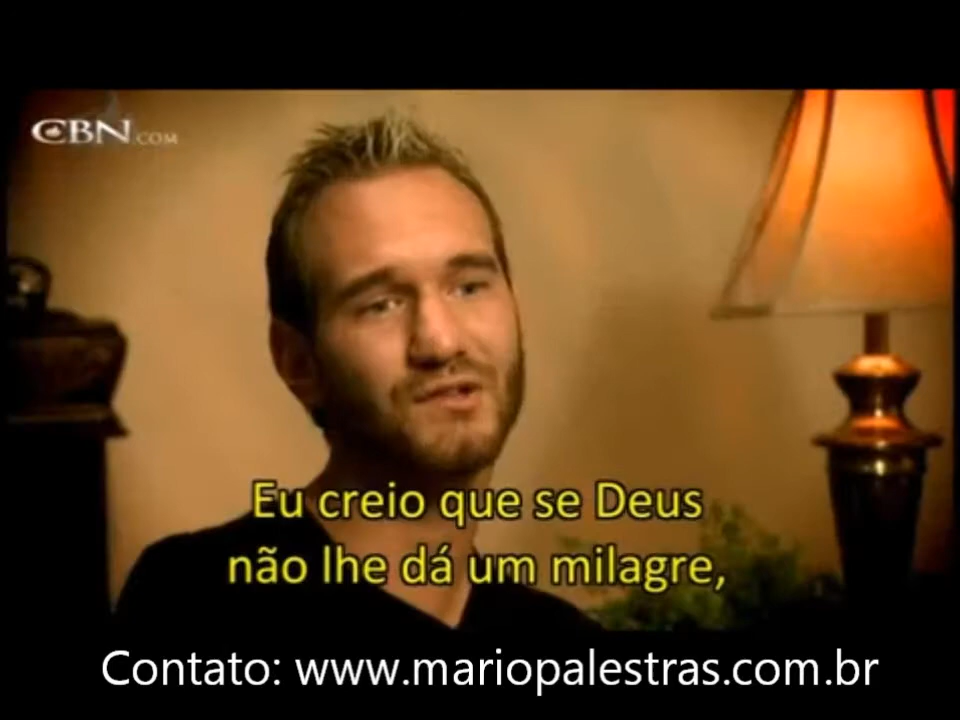 CBN.COM
Eu creio que se Deus
não lhe dá um milagre,
Contato: www.mariopalestras.com.br